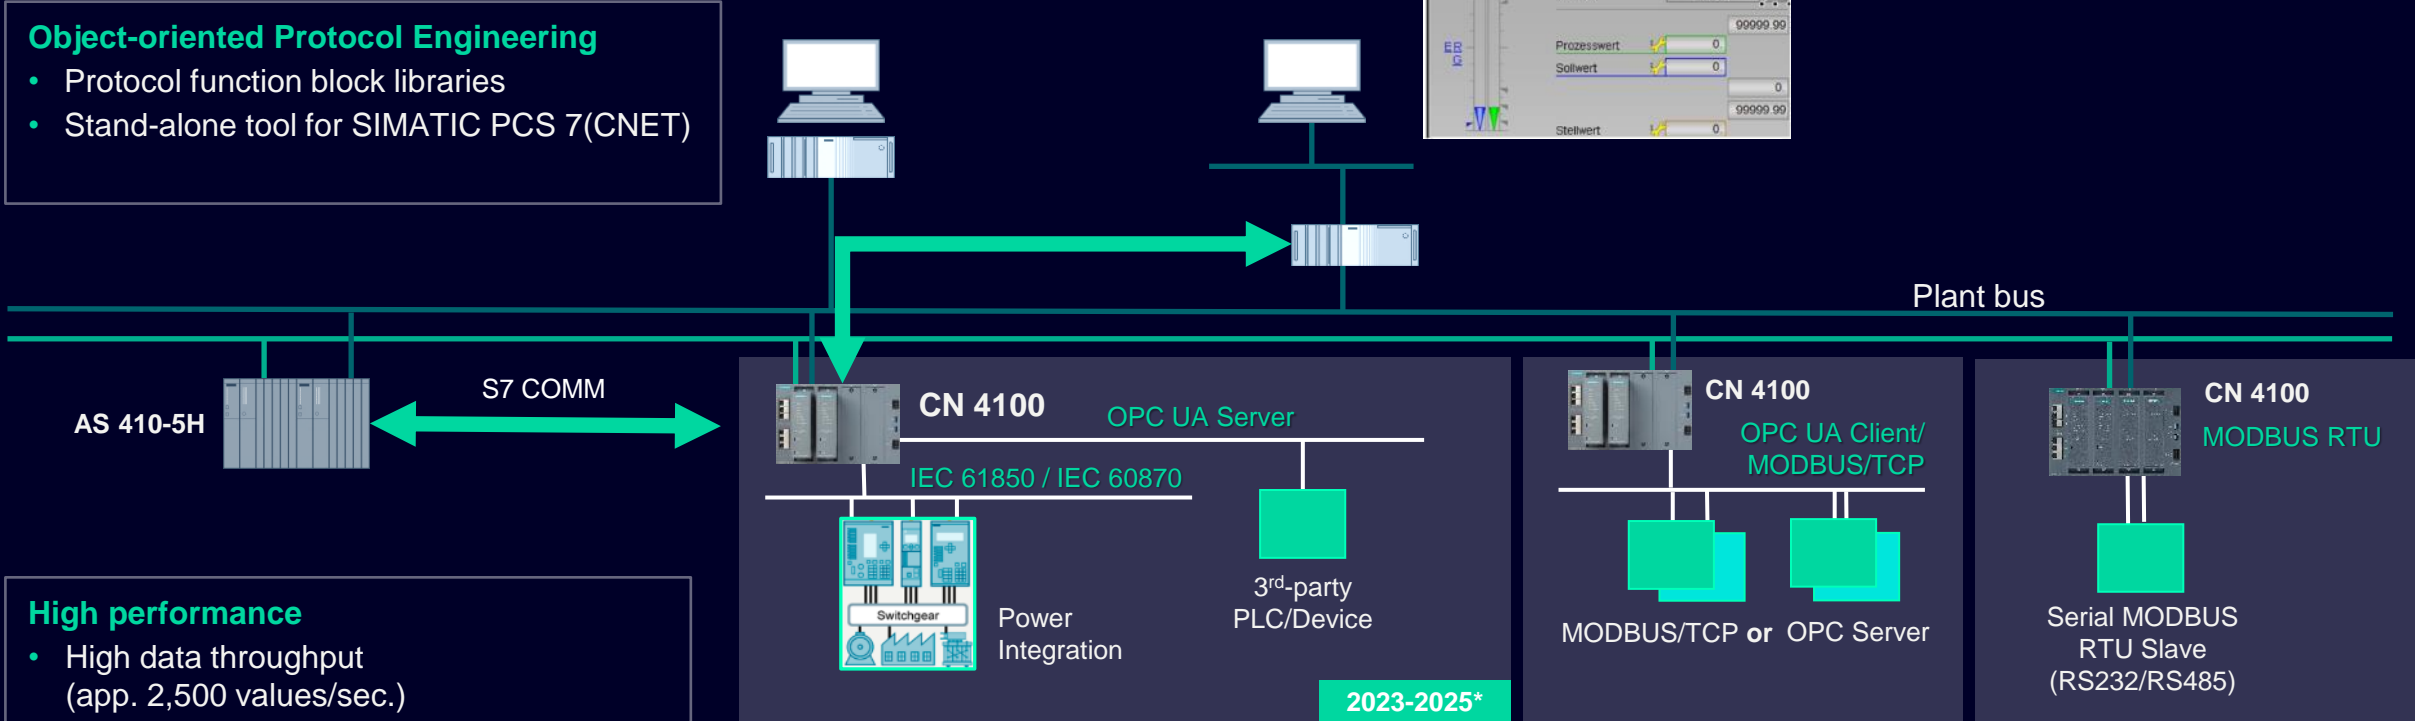 Object-oriented Protocol Engineering
• Protocol function block libraries
• Stand-alone tool for SIMATIC PCS 7(CNET)
99999.99
Prozesswert 0.
Sollwert 0.
0.
99999.99
Stellwert 0.
Plant bus
AS 410-5H
S7 COMM
CN 4100
OPC UA Server
IEC 61850 / IEC 60870
Switchgear
Power
Integration
3rd-party
PLC/Device
2023-2025*
CN 4100
OPC UA Client/
MODBUS/TCP
MODBUS/TCP or OPC Server
CN 4100
MODBUS RTU
Serial MODBUS
RTU Slave
(RS232/RS485)
High performance
• High data throughput
(app. 2,500 values/sec.)